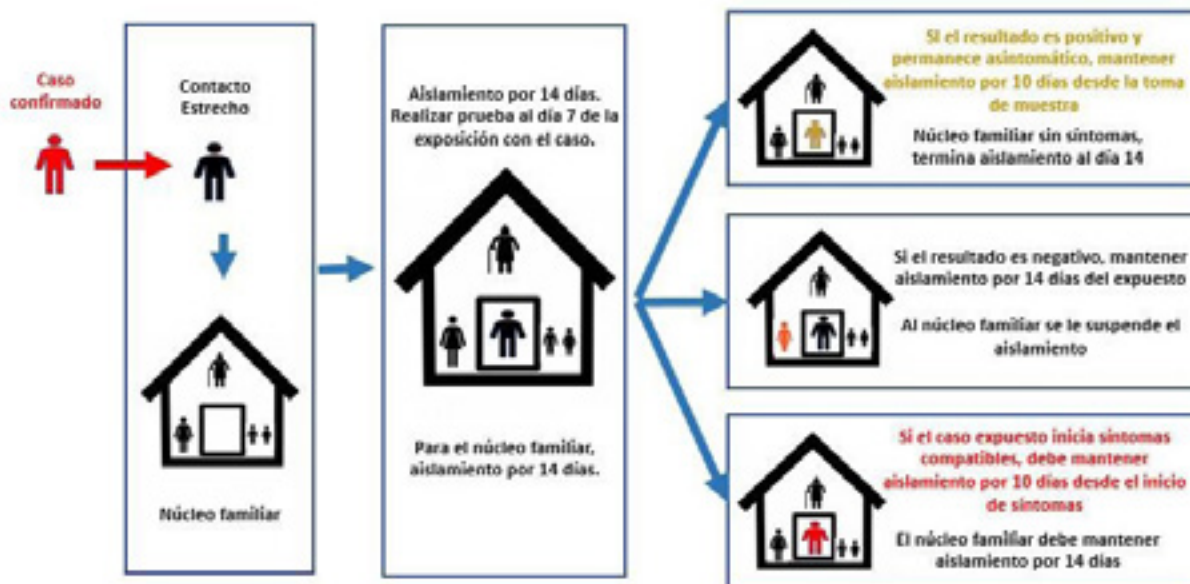 Caso
confirmado
Contacto
Estrecho
Núcleo familiar
Aislamiento por 14 días.
Realizar prueba al día 7 de la
exposición con el caso.
Para el núcleo familiar,
aislamiento por 14 días.
Si el resultado es positivo y
permanece asintomático, mantener
aislamiento por 10 días desde la toma
de muestra
Núcleo familiar sin síntomas,
termina aislamiento al día 14
Si el resultado es negativo, mantener
aislamiento por 14 días del expuesto
Al núcleo familiar se le suspende el
aislamiento
Si el caso expuesto inicia síntomas
compatibles, debe mantener
aislamiento por 10 días desde el inicio
de síntomas
El núcleo familiar debe mantener
aislamiento por 14 días